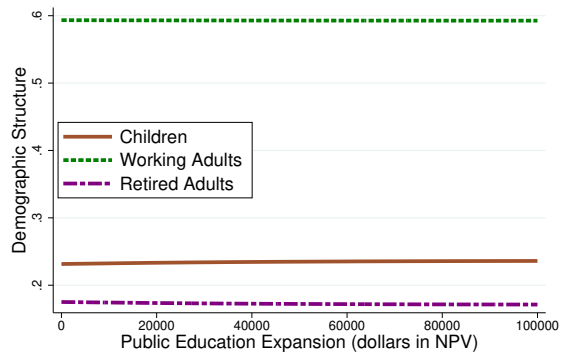 .6
.5
.4
.3
.2
Demographic Structure
Children
Working Adults
Retired Adults
0 20000 40000 60000 80000 100000
Public Education Expansion (dollars in NPV)